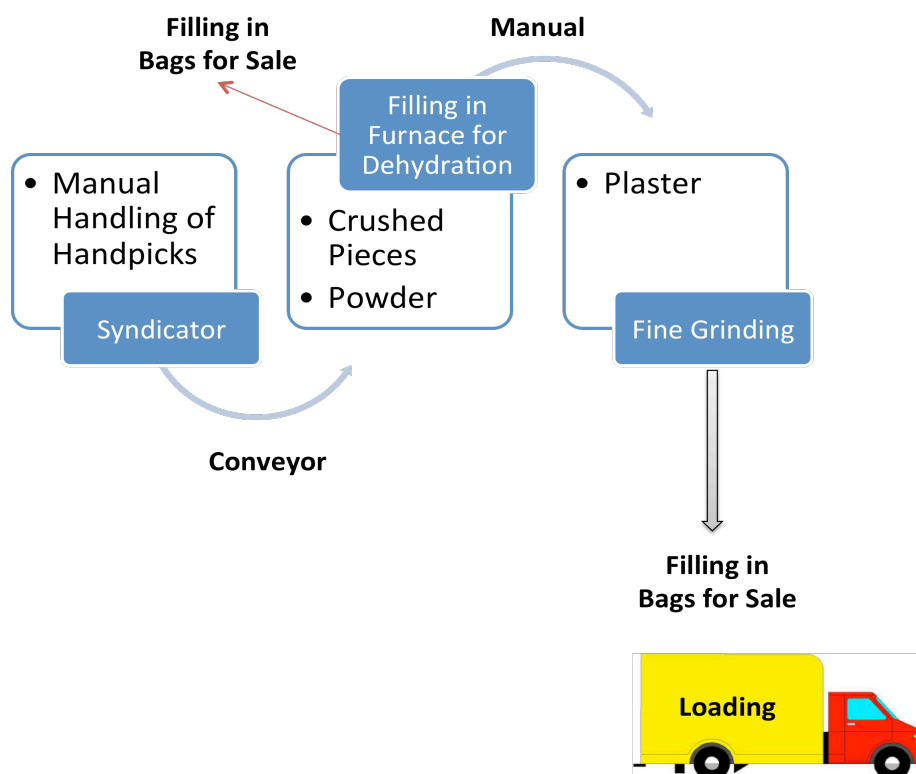 Filling in
Bags for Sale
Manual
Filling in
Furnace for
Dehydration
• Manual
Handling of
Handpicks
Syndicator
• Crushed
Pieces
• Powder
• Plaster
Fine Grinding
Conveyor
Filling in
Bags for Sale
Loading